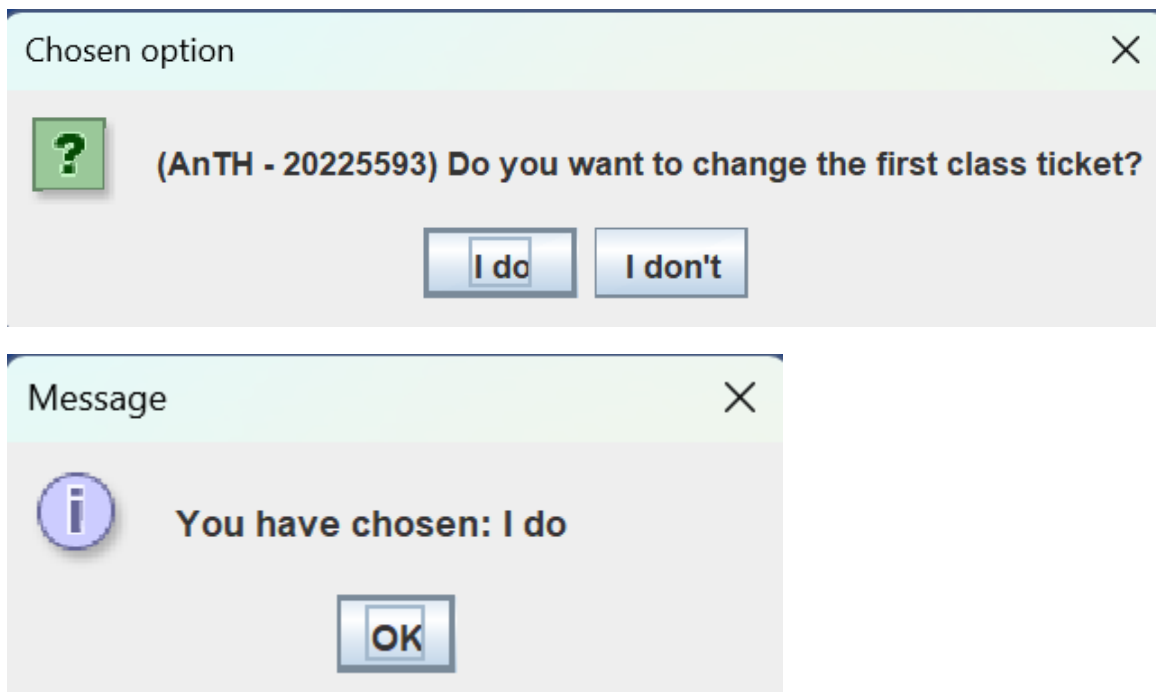 Chosen option
(AnTH - 20225593) Do you want to change the first class ticket?
I do I don't
Message
You have chosen: I do
OK